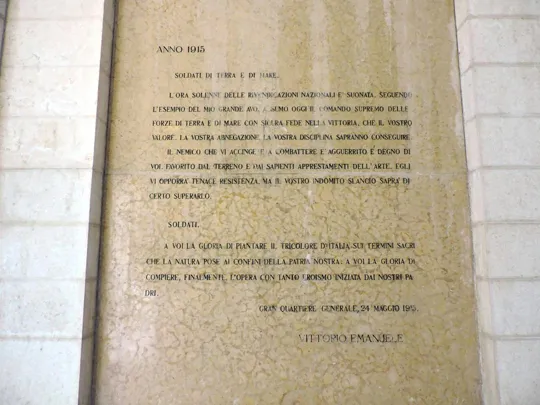 ANNO 1915
SOLDATI DI TERRA E DI MARE.
L'ORA SOLENNE DELLE RIVENDICAZIONI NAZIONALI E' SUONATA. SEGUENDO
L'ESEMPIO DEL MIO GRANDE AVO, ASSUMO OGGI IL COMANDO SUPREMO DELLE
FORZE DI TERRA E DI MARE CON SICURA FEDE NELLA VITTORIA, CHE IL VOSTRO
VALORE, LA VOSTRA ABNEGAZIONE, LA VOSTRA DISCIPLINA SAPRANNO CONSEGUIRE.
IL NEMICO CHE VI ACCINGETE A COMBATTERE E' AGGUERRITO E DEGNO DI
VOI. FAVORITO DAL TERRENO E DAI SAPIENTI APPRESTAMENTI DELL'ARTE, EGLI
VI OPPORRA' TENACE RESISTENZA, MA IL VOSTRO INDOMITO SLANCIO SAPRA' DI
CERTO SUPERARLO.
SOLDATI,
A VOI LA GLORIA DI PIANTARE IL TRICOLORE D'ITALIA SUI TERMINI SACRI
CHE LA NATURA POSE AI CONFINI DELLA PATRIA NOSTRA. A VOI LA GLORIA DI
COMPIERE, FINALMENTE, L'OPERA CON TANTO EROISMO INIZIATA DAI NOSTRI PA
DRI.
GRAN QUARTIERE GENERALE, 24 MAGGIO 1915.
VITTORIO EMANUELE